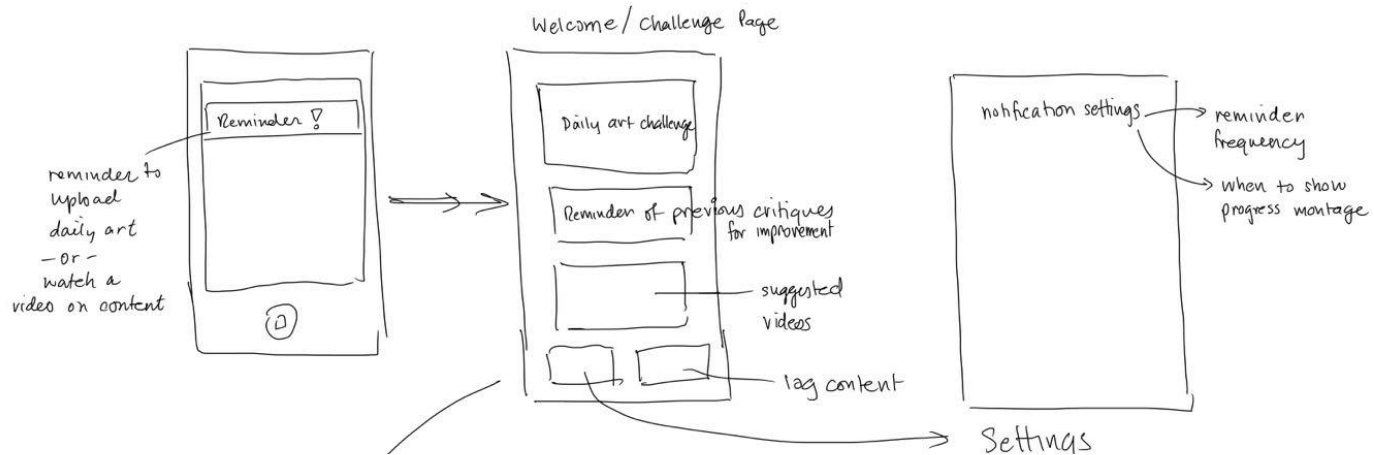 Welcome/Challenge Page
Reminder!
reminder to
upload
daily art
-or-
watch a
video on content
Daily art challenge
Reminder of previous critiques
for improvement
suggested
videos
log content
notification settings
reminder
frequency
when to show
progress montage
Settings